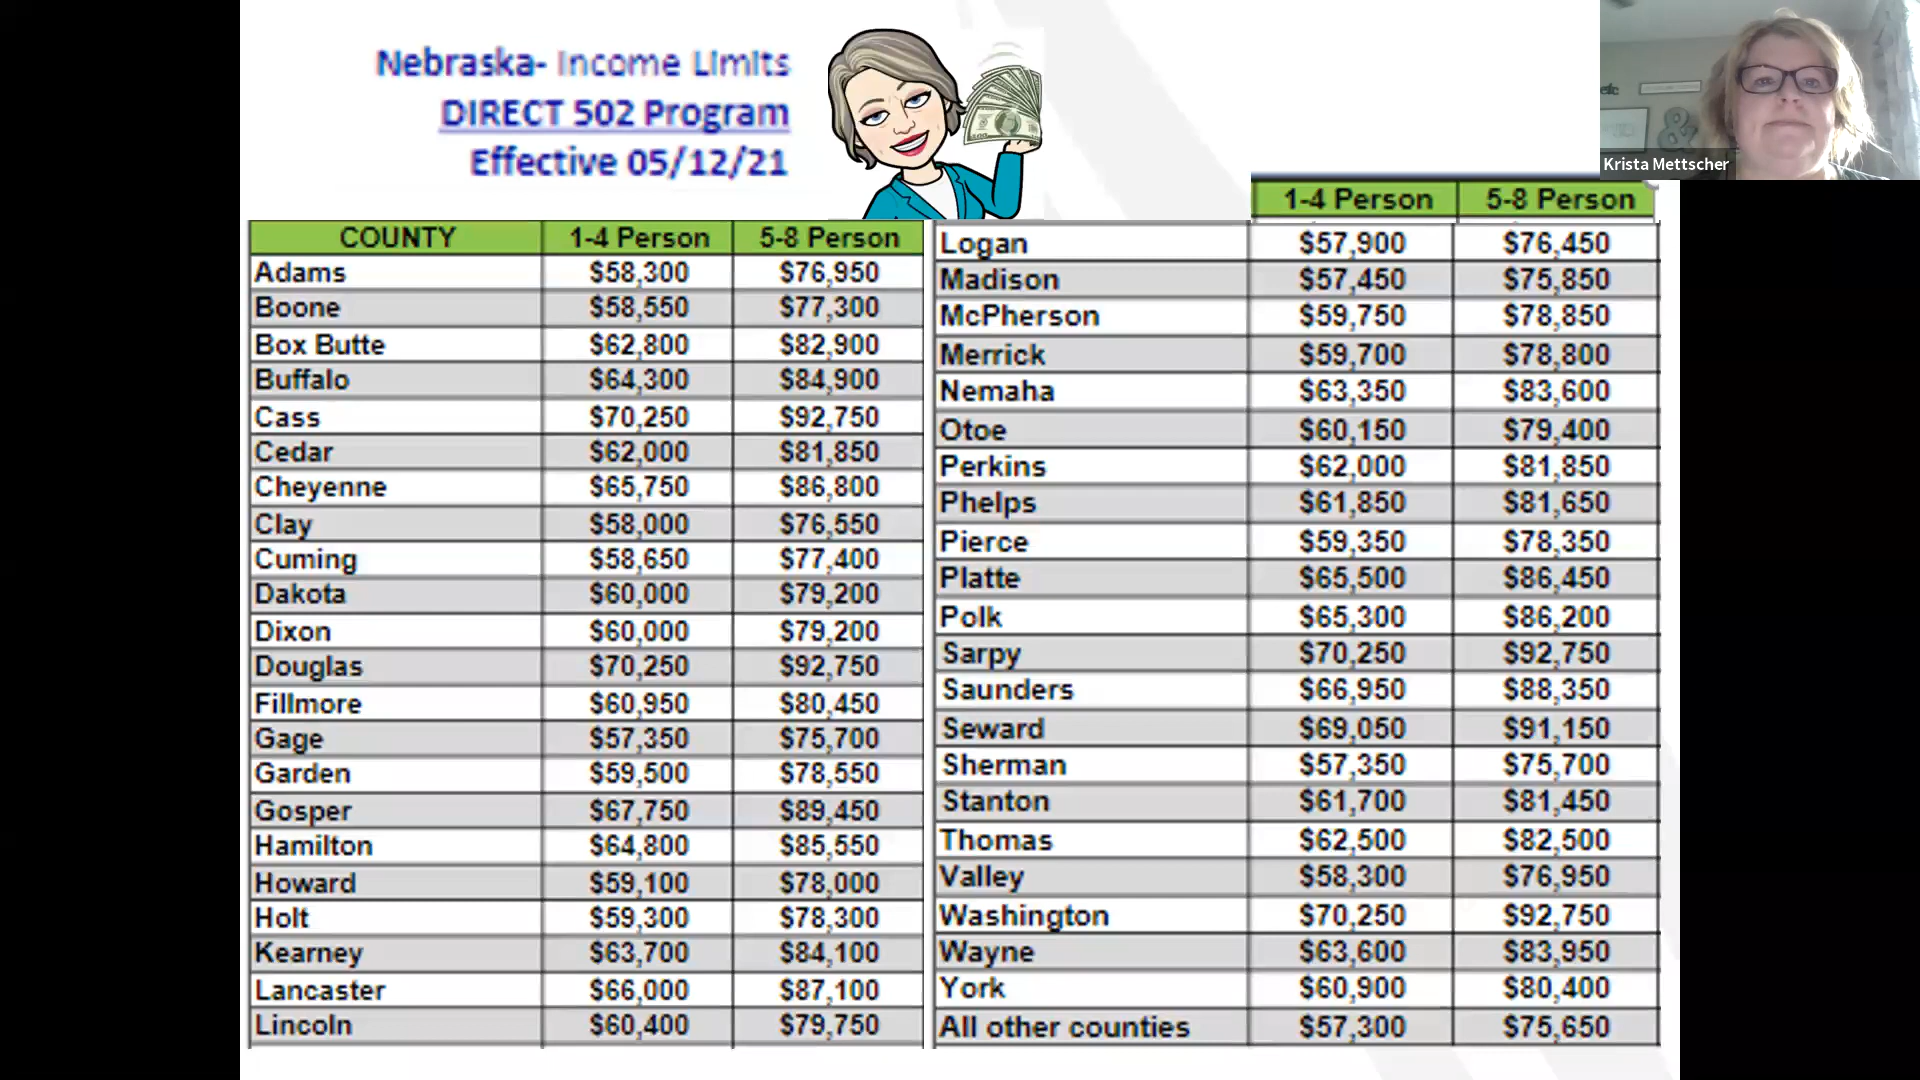 Nebraska- Income Limits
DIRECT 502 Program
Effective 05/12/21
Krista Mettscher
COUNTY 1-4 Person 5-8 Person
Adams $58,300 $76,950
Boone $58,550 $77,300
Box Butte $62,800 $82,900
Buffalo $64,300 $84,900
Cass $70,250 $92,750
Cedar $62,000 $81,850
Cheyenne $65,750 $86,800
Clay $58,000 $76,550
Cuming $58,650 $77,400
Dakota $60,000 $79,200
Dixon $60,000 $79,200
Douglas $70,250 $92,750
Fillmore $60,950 $80,450
Gage $57,350 $75,700
Garden $59,500 $78,550
Gosper $67,750 $89,450
Hamilton $64,800 $85,550
Howard $59,100 $78,000
Holt $59,300 $78,300
Kearney $63,700 $84,100
Lancaster $66,000 $87,100
Lincoln $60,400 $79,750
1-4 Person 5-8 Person
Logan $57,900 $76,450
Madison $57,450 $75,850
McPherson $59,750 $78,850
Merrick $59,700 $78,800
Nemaha $63,350 $83,600
Otoe $60,150 $79,400
Perkins $62,000 $81,850
Phelps $61,850 $81,650
Pierce $59,350 $78,350
Platte $65,500 $86,450
Polk $65,300 $86,200
Sarpy $70,250 $92,750
Saunders $66,950 $88,350
Seward $69,050 $91,150
Sherman $57,350 $75,700
Stanton $61,700 $81,450
Thomas $62,500 $82,500
Valley $58,300 $76,950
Washington $70,250 $92,750
Wayne $63,600 $83,950
York $60,900 $80,400
All other counties $57,300 $75,650